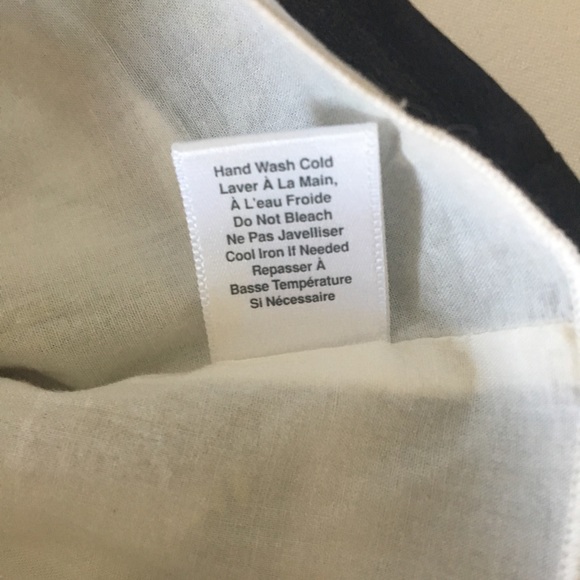 Hand Wash Cold
Laver À La Main,
À L'eau Froide
Do Not Bleach
Ne Pas Javelliser
Cool Iron If Needed
Repasser À
Basse Température
Si Nécessaire